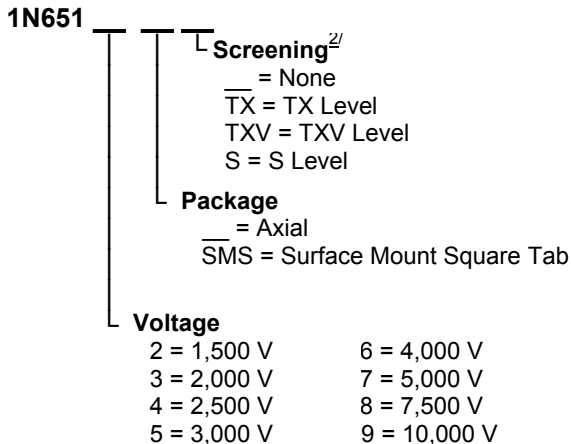 1N651 __ __ __
Screening 2/
__ = None
TX = TX Level
TXV = TXV Level
S = S Level
Package
__ = Axial
SMS = Surface Mount Square Tab
Voltage
2 = 1,500 V 6 = 4,000 V
3 = 2,000 V 7 = 5,000 V
4 = 2,500 V 8 = 7,500 V
5 = 3,000 V 9 = 10,000 V